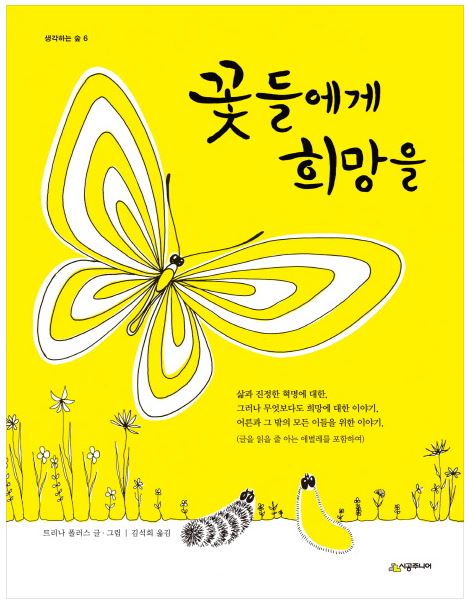 생각하는 숲 6
꽃들에게
희망을
삶과 진정한 혁명에 대한,
그러나 무엇보다도 희망에 대한 이야기.
어른과 그 밖의 모든 이들을 위한 이야기.
(글을 읽을 줄 아는 애벌레를 포함하여)
트리나 폴러스 글·그림 | 김석희 옮김
시공주니어